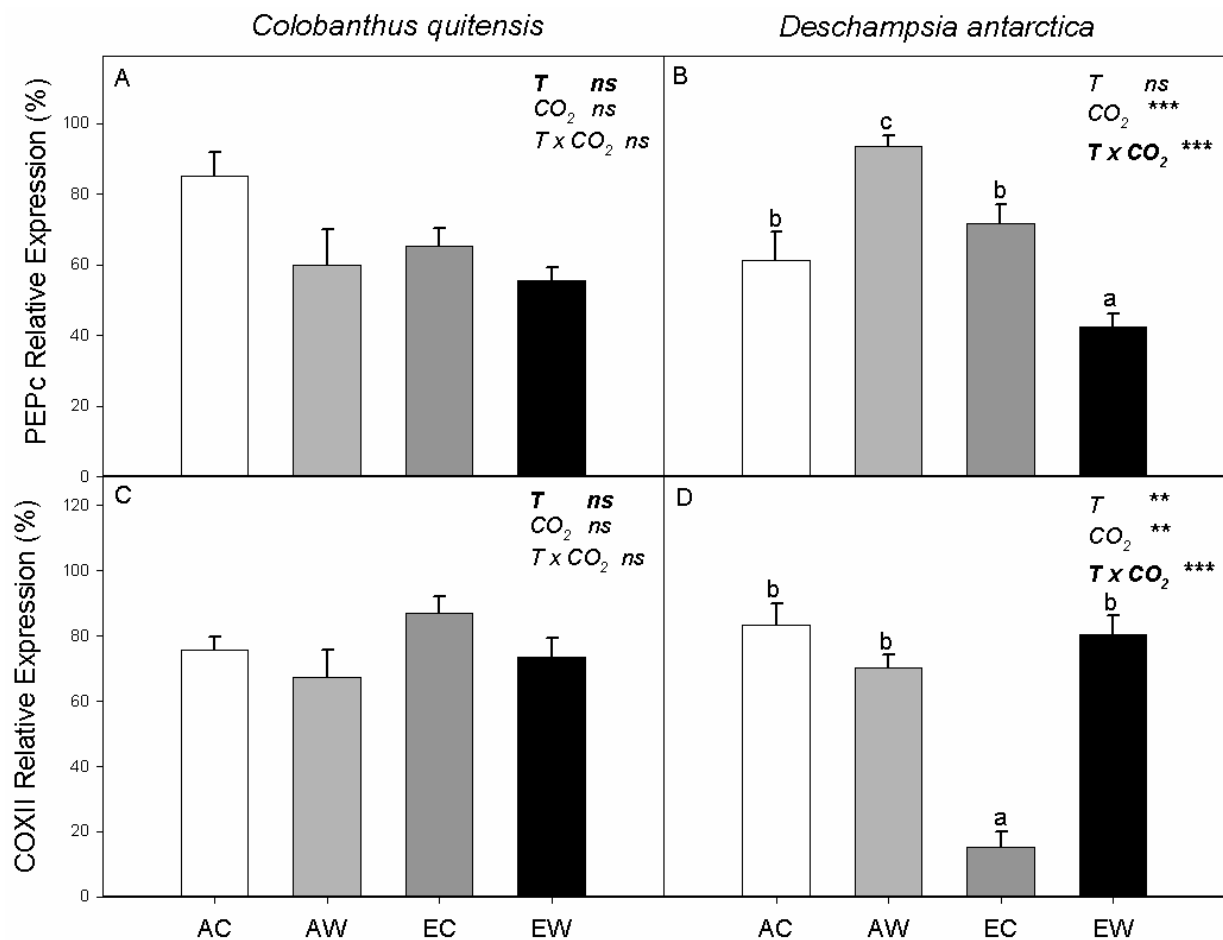 Colobanthus quitensis
Deschampsia antarctica
PEPc Relative Expression (%)
100
80
60
40
20
0
A
T ns
CO2 ns
T x CO2 ns
B
T ns
CO2 ***
T x CO2 ***
b
c
b
a
COXII Relative Expression (%)
120
100
80
60
40
20
0
C
T ns
CO2 ns
T x CO2 ns
D
T **
CO2 **
T x CO2 ***
b
b
a
b
AC AW EC EW
AC AW EC EW